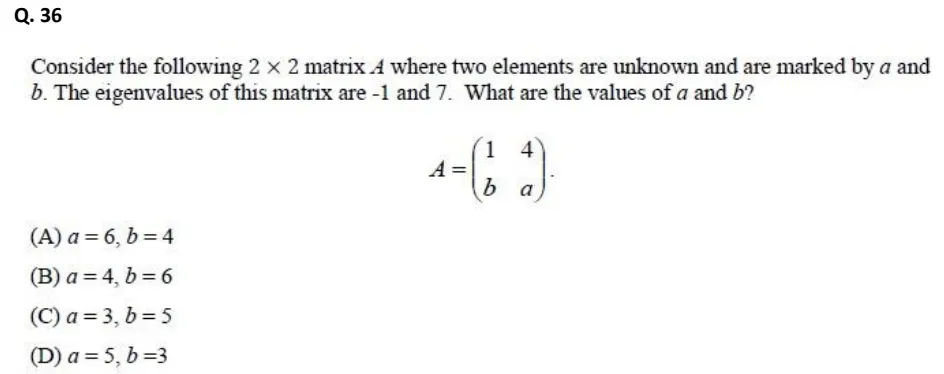 Q. 36
Consider the following 2 × 2 matrix A where two elements are unknown and are marked by a and
b. The eigenvalues of this matrix are -1 and 7. What are the values of a and b?
A = ( 1 4
b a ) .
(A) a = 6, b = 4
(B) a = 4, b = 6
(C) a = 3, b = 5
(D) a = 5, b =3